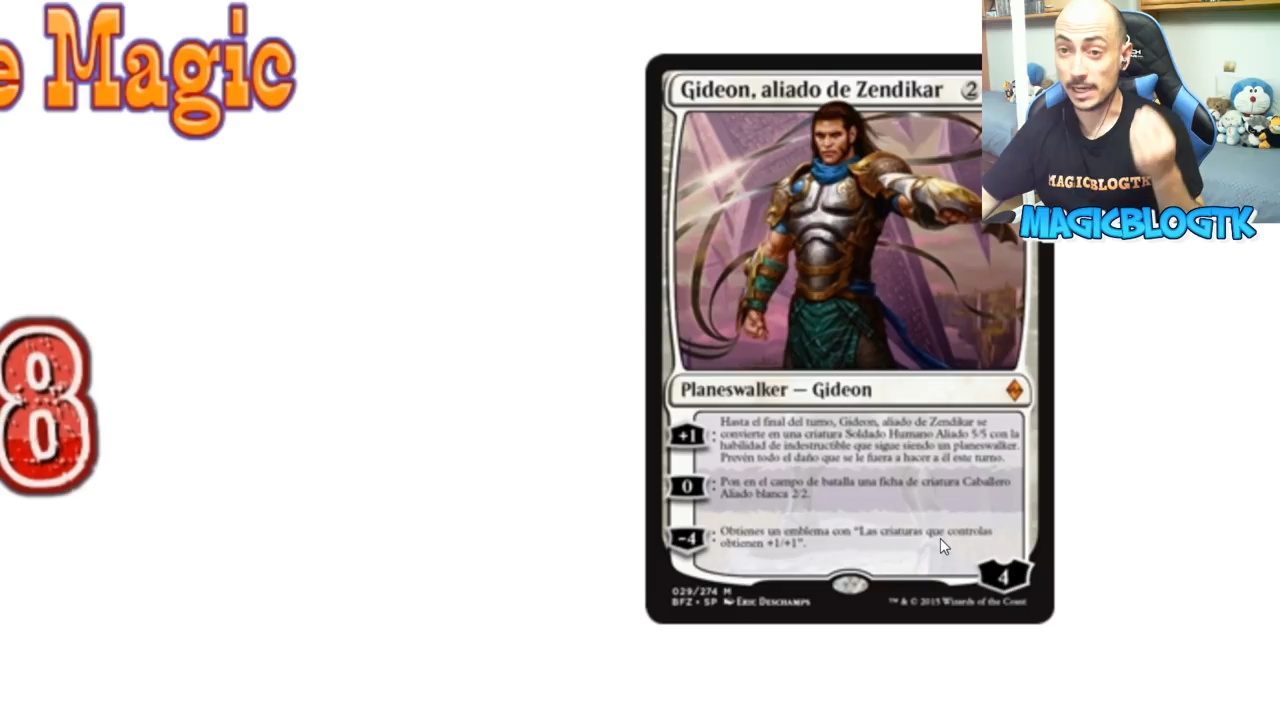 e Magic
8
Gideon, aliado de Zendikar 2
Planeswalker — Gideon
+1 : Hasta el final del turno, Gideon, aliado de Zendikar se
convierte en una criatura Soldado Humano Aliado 5/5 con la
habilidad de indestructible que sigue siendo un planeswalker.
Prevén todo el daño que se le fuera a hacer a él este turno.
0 : Pon en el campo de batalla una ficha de criatura Caballero
Aliado blanca 2/2.
-4 : Obtienes un emblema con "Las criaturas que controlas
obtienen +1/+1".
4
029/274 M
BFZ • SP Eric Deschamps
™ & © 2015 Wizards of the Coast
MAGICBLOGTK
MAGICBLOGTK